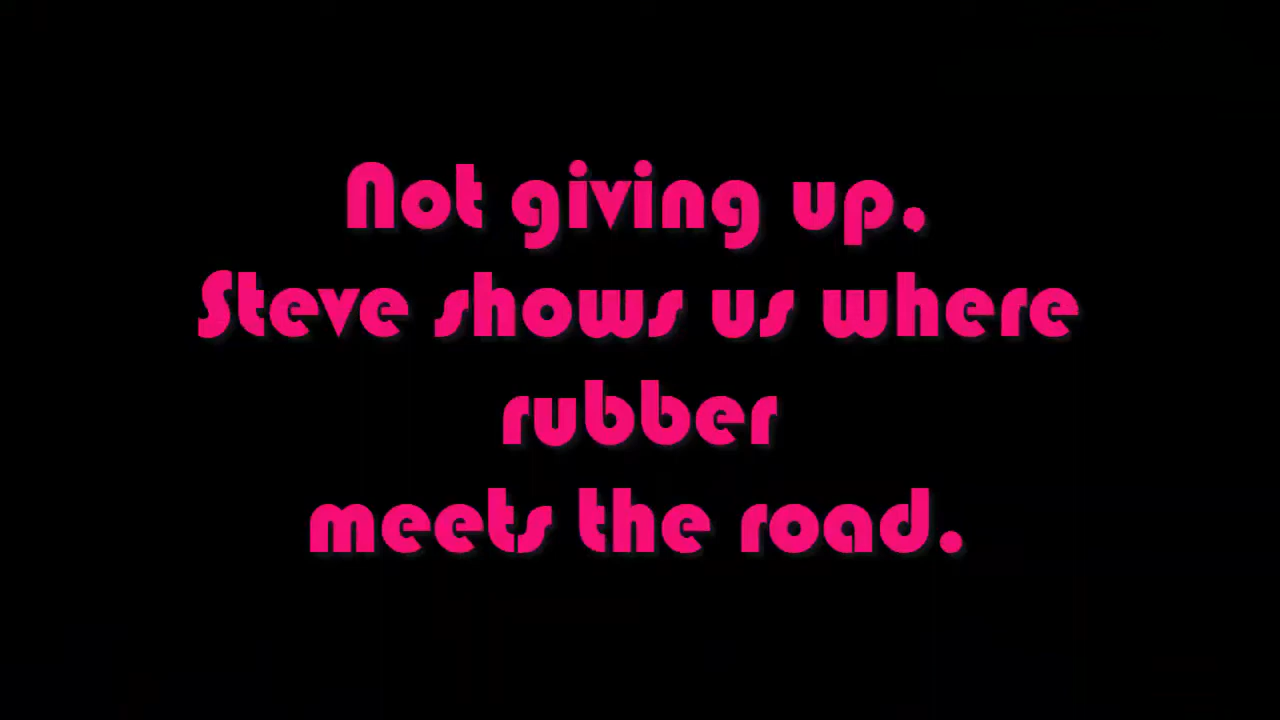 Not giving up,
Steve shows us where
rubber
meets the road.